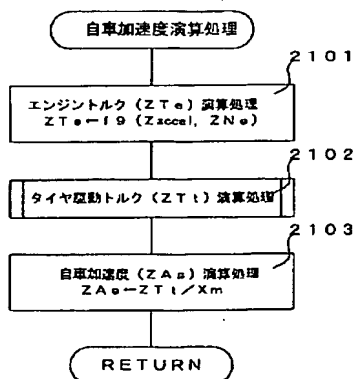 自車加速度演算処理
2101
エンジントルク（ZTe）演算処理
ZTe←f9（Zaccel, ZNe）
2102
タイヤ駆動トルク（ZTt）演算処理
2103
自車加速度（ZAs）演算処理
ZAs←ZTt／Xm
RETURN